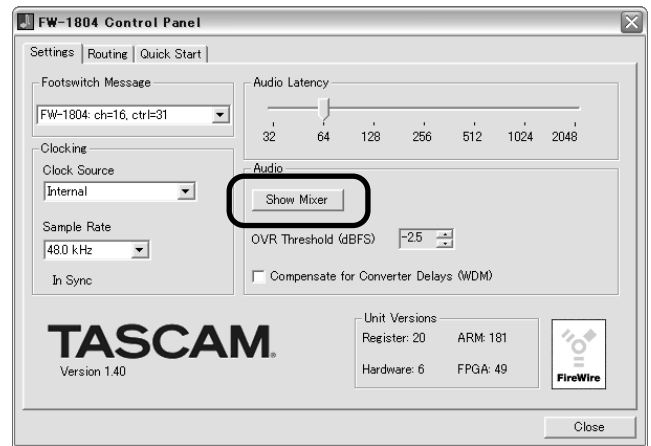 FW-1804 Control Panel
Settings Routing Quick Start
Footswitch Message
FW-1804: ch=16, ctrl=31
Clocking
Clock Source
Internal
Sample Rate
48.0 kHz
In Sync
Audio Latency
32 64 128 256 512 1024 2048
Audio
Show Mixer
OVR Threshold (dBFS) -2.5
Compensate for Converter Delays (WDM)
TASCAM.
Version 1.40
Unit Versions
Register: 20 ARM: 181
Hardware: 6 FPGA: 49
FireWire
Close